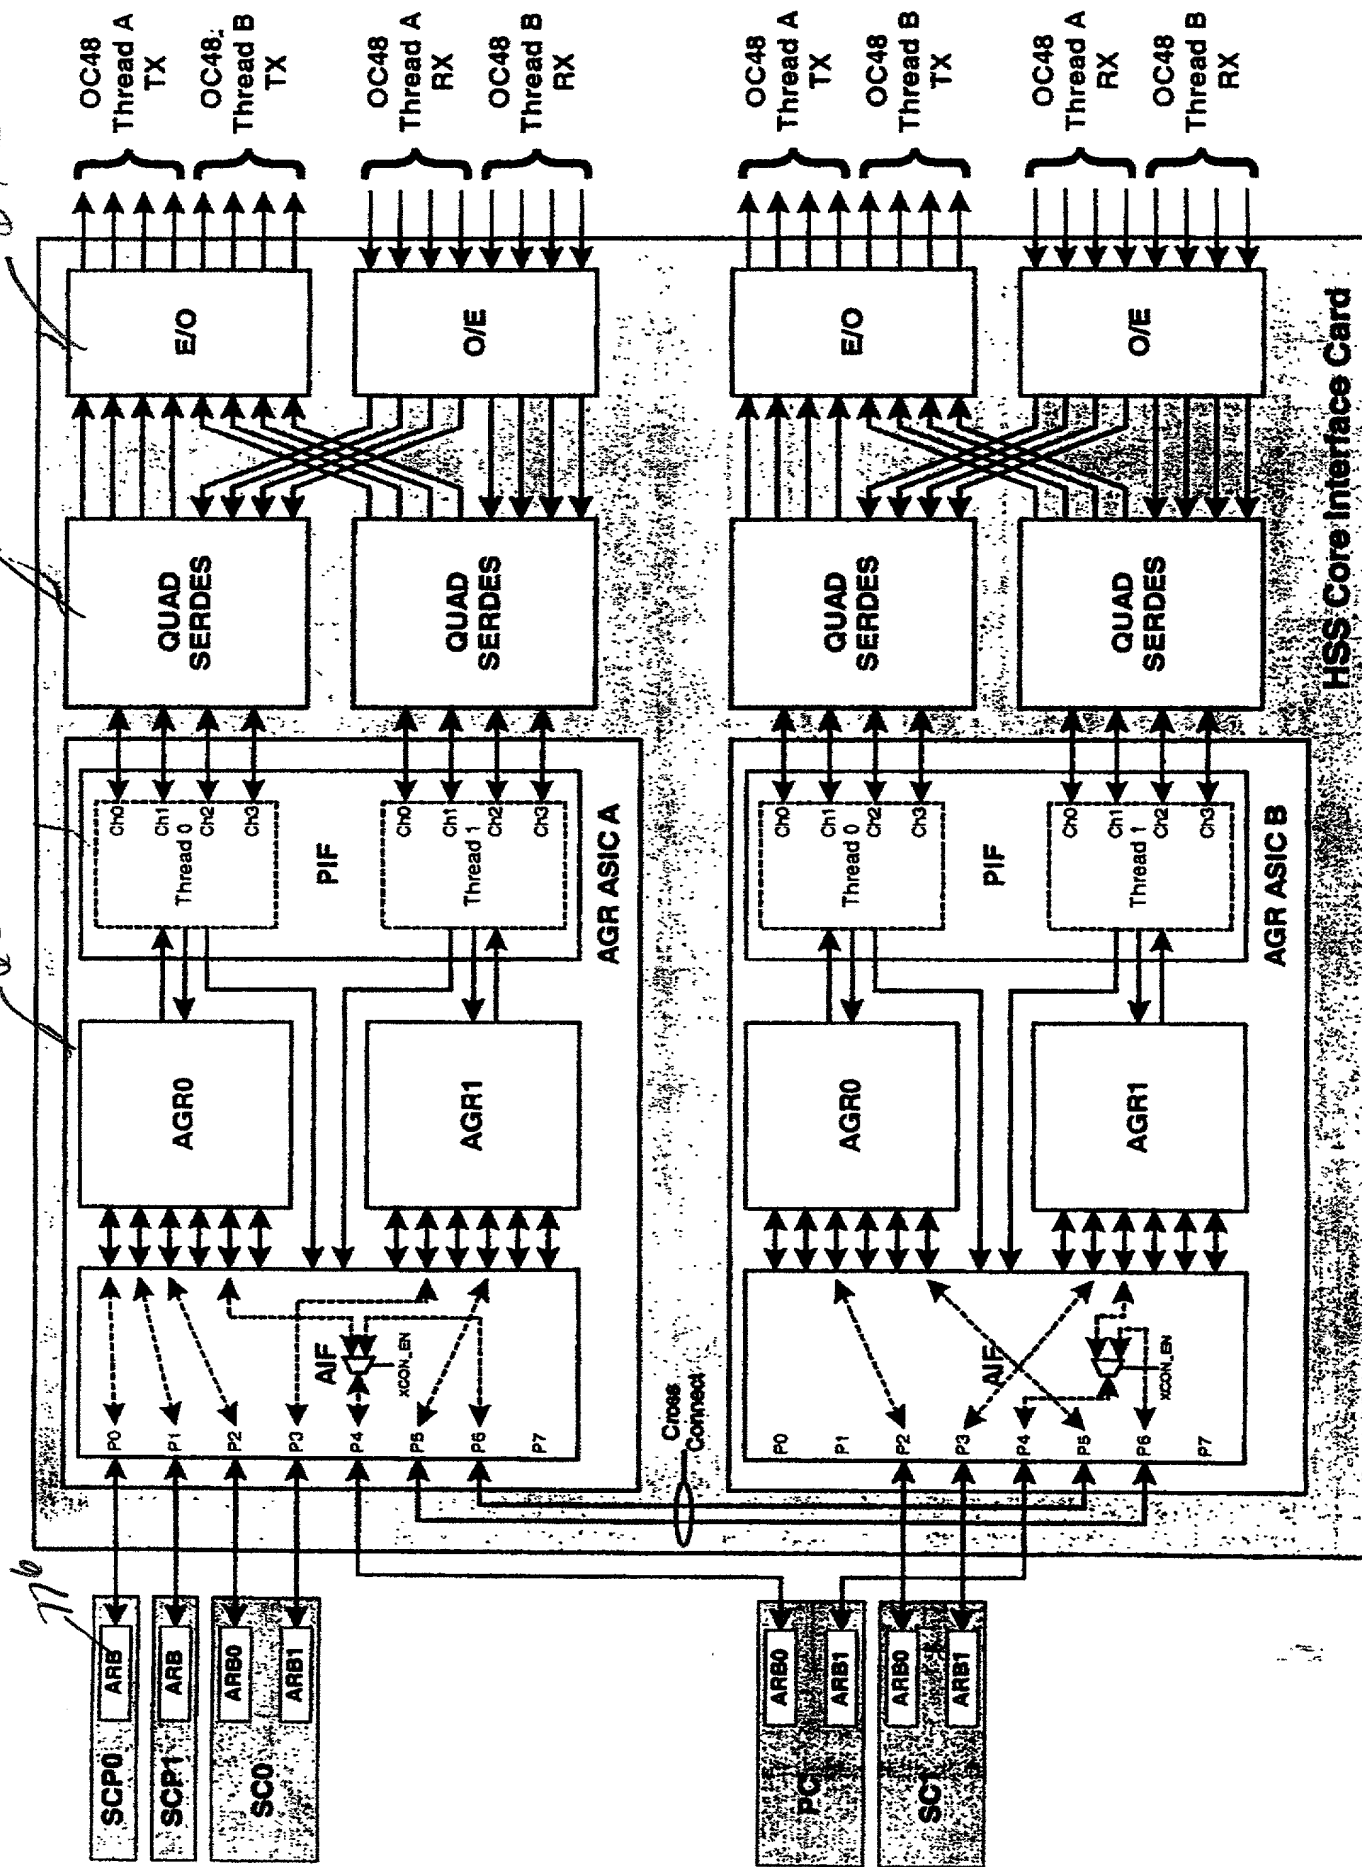 OC48
Thread A
TX
OC48
Thread B
TX
OC48
Thread A
RX
OC48
Thread B
RX
OC48
Thread A
TX
OC48
Thread B
TX
OC48
Thread A
RX
OC48
Thread B
RX
E/O
O/E
E/O
O/E
QUAD
SERDES
QUAD
SERDES
QUAD
SERDES
QUAD
SERDES
HSS Core Interface Card
Ch0
Ch1
Ch2
Ch3
Thread 0
PIF
Ch0
Ch1
Ch2
Ch3
Thread 1
AGR ASIC A
Ch0
Ch1
Ch2
Ch3
Thread 0
PIF
Ch0
Ch1
Ch2
Ch3
Thread 1
AGR ASIC B
AGR0
AGR1
AGR0
AGR1
AIF
XCON_EN
P0
P1
P2
P3
P4
P5
P6
P7
Cross
Connect
AIF
XCON_EN
P0
P1
P2
P3
P4
P5
P6
P7
776
ARB
SCP0
ARB
SCP1
ARB0
ARB1
SC0
ARB0
ARB1
PC
ARB0
ARB1
SC1